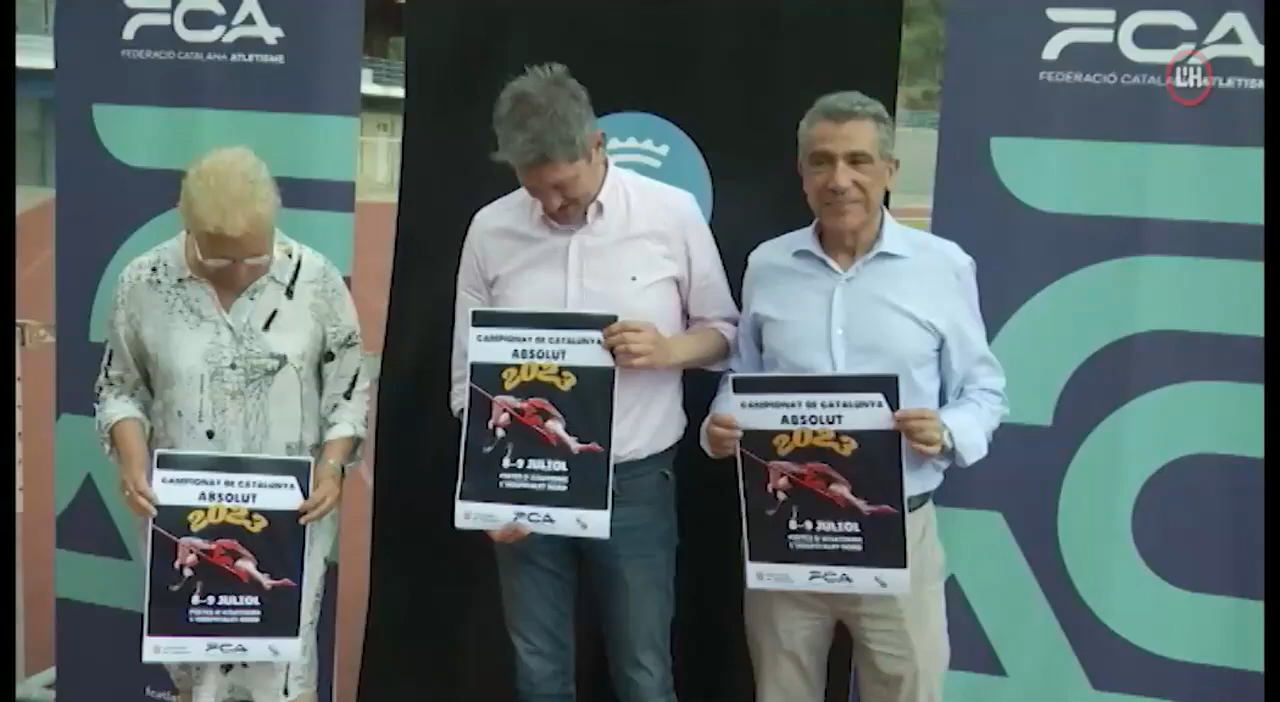 FCA
FEDERACIÓ CATALANA ATLETISME
FCA
FEDERACIÓ CATALANA ATLETISM
L'H
CAMPIONAT DE CATALUNYA
ABSOLUT
2023
8-9 JULIOL
FCA
CAMPIONAT DE CATALUNYA
ABSOLUT
2023
8-9 JULIOL
FCA
CAMPIONAT DE CATALUNYA
ABSOLUT
2023
8-9 JULIOL
FCA